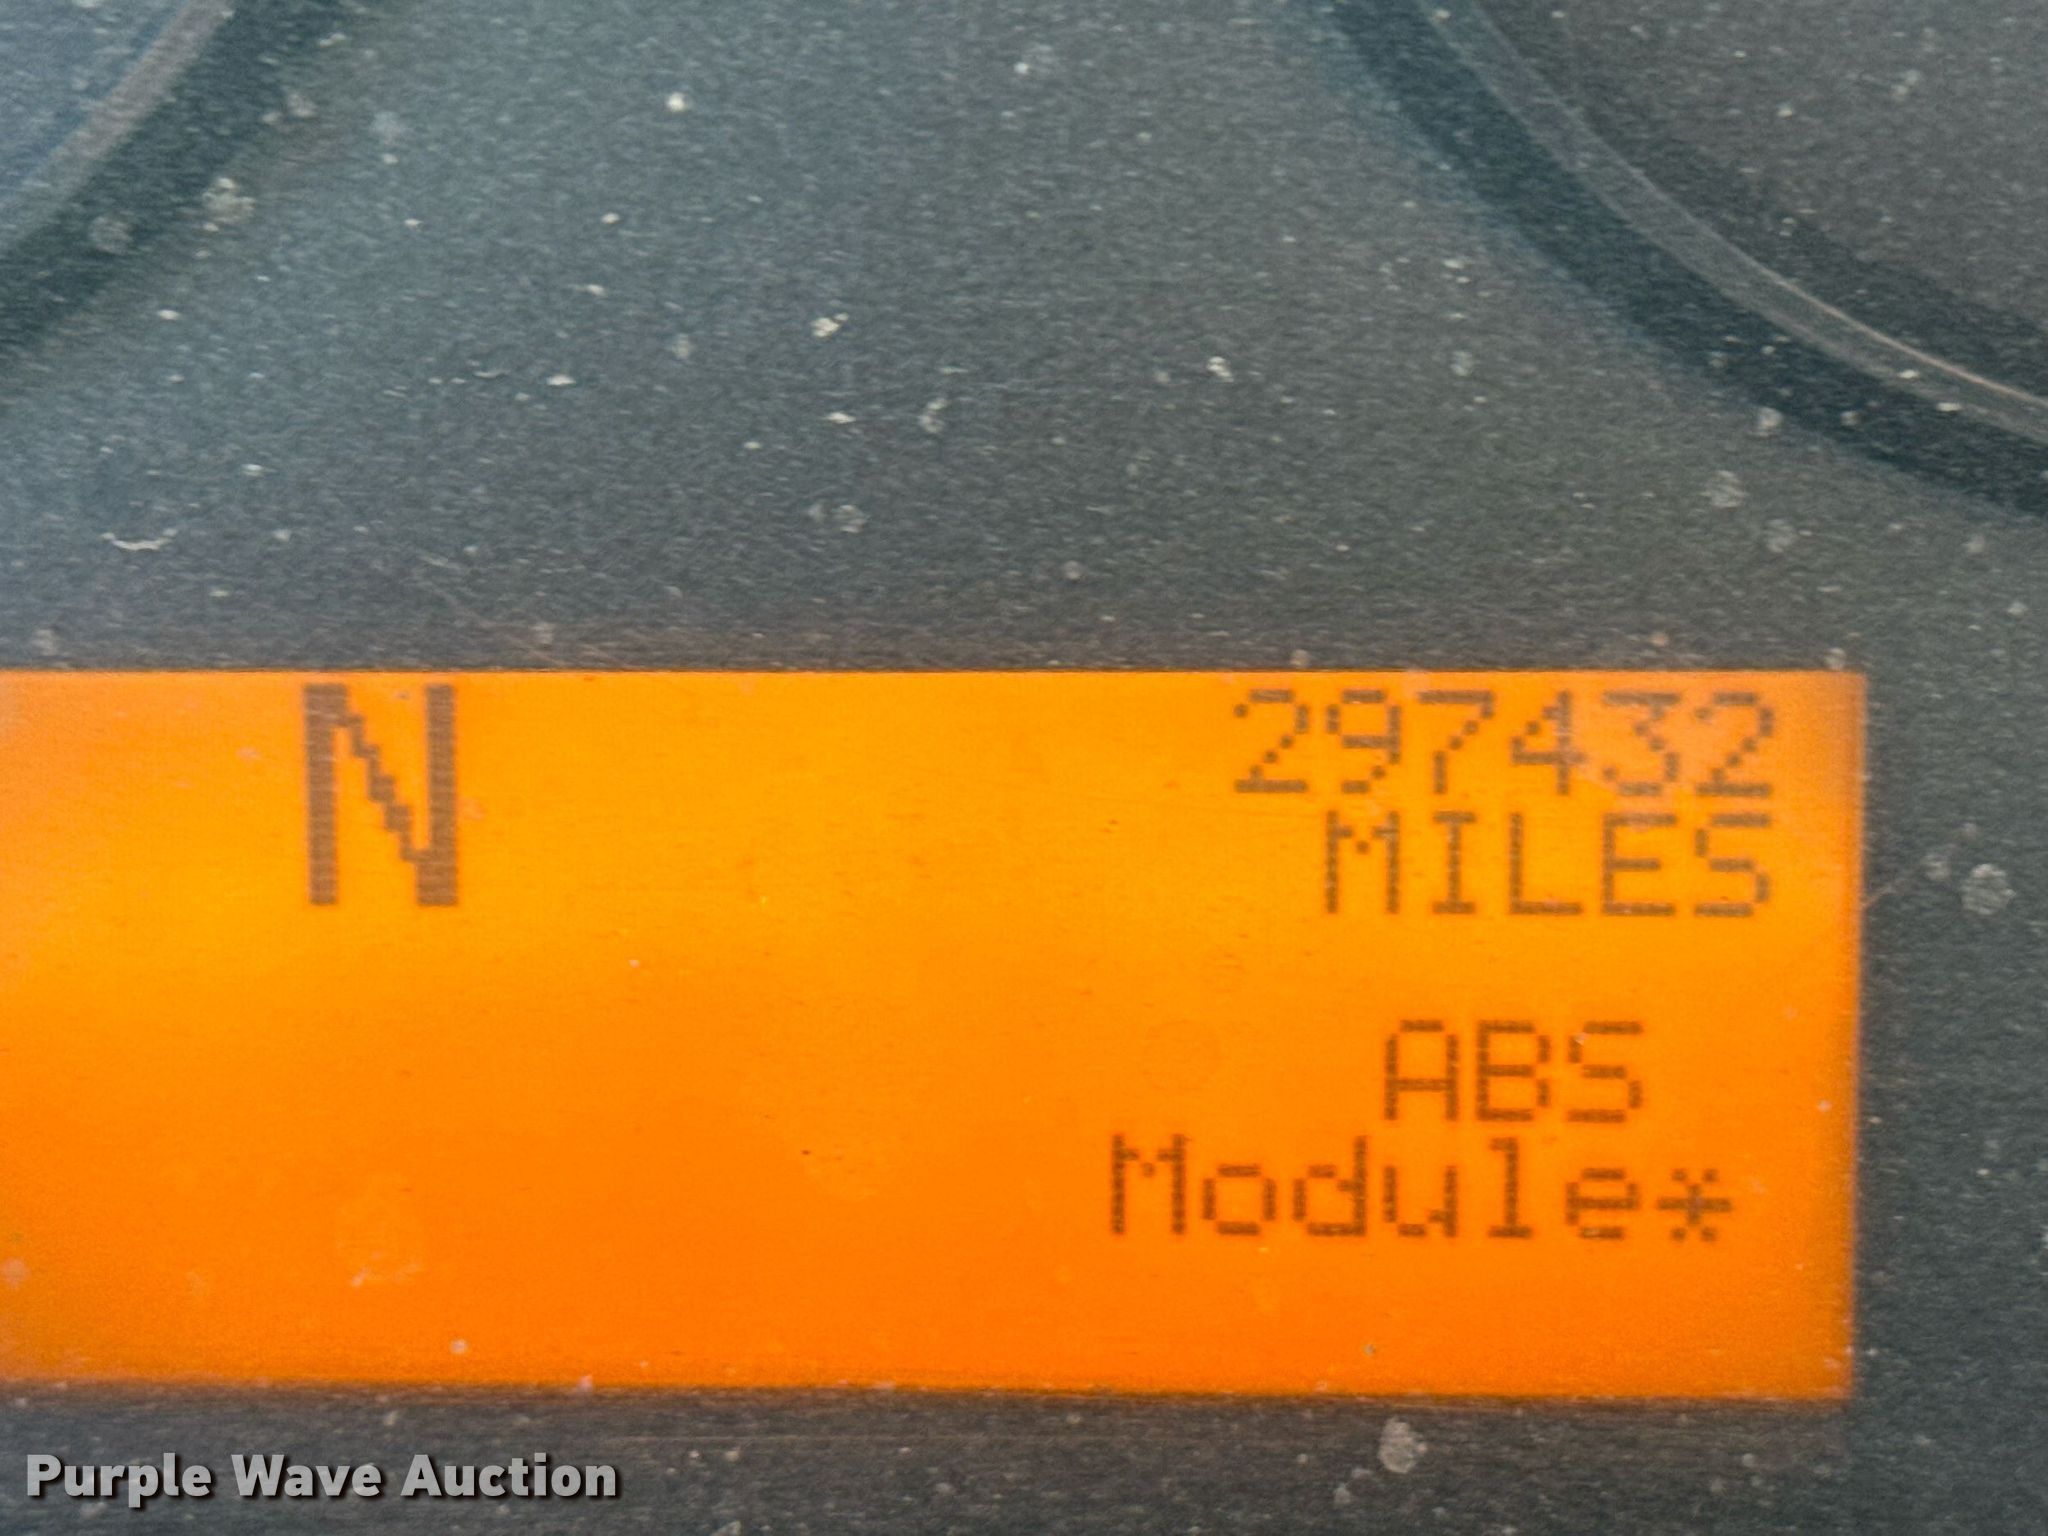 N
297432
MILES
ABS
Module*
Purple Wave Auction